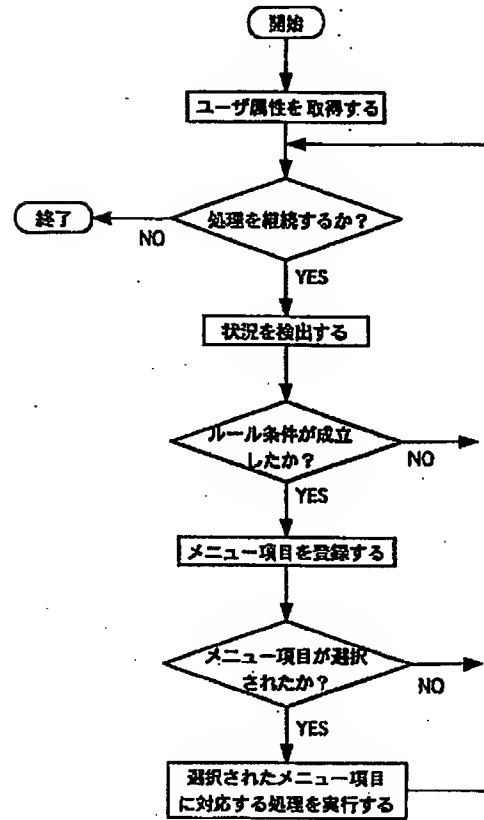 開始
ユーザ属性を取得する
処理を継続するか？
終了
NO
YES
状況を検出する
ルール条件が成立
したか？
NO
YES
メニュー項目を登録する
メニュー項目が選択
されたか？
NO
YES
選択されたメニュー項目
に対応する処理を実行する